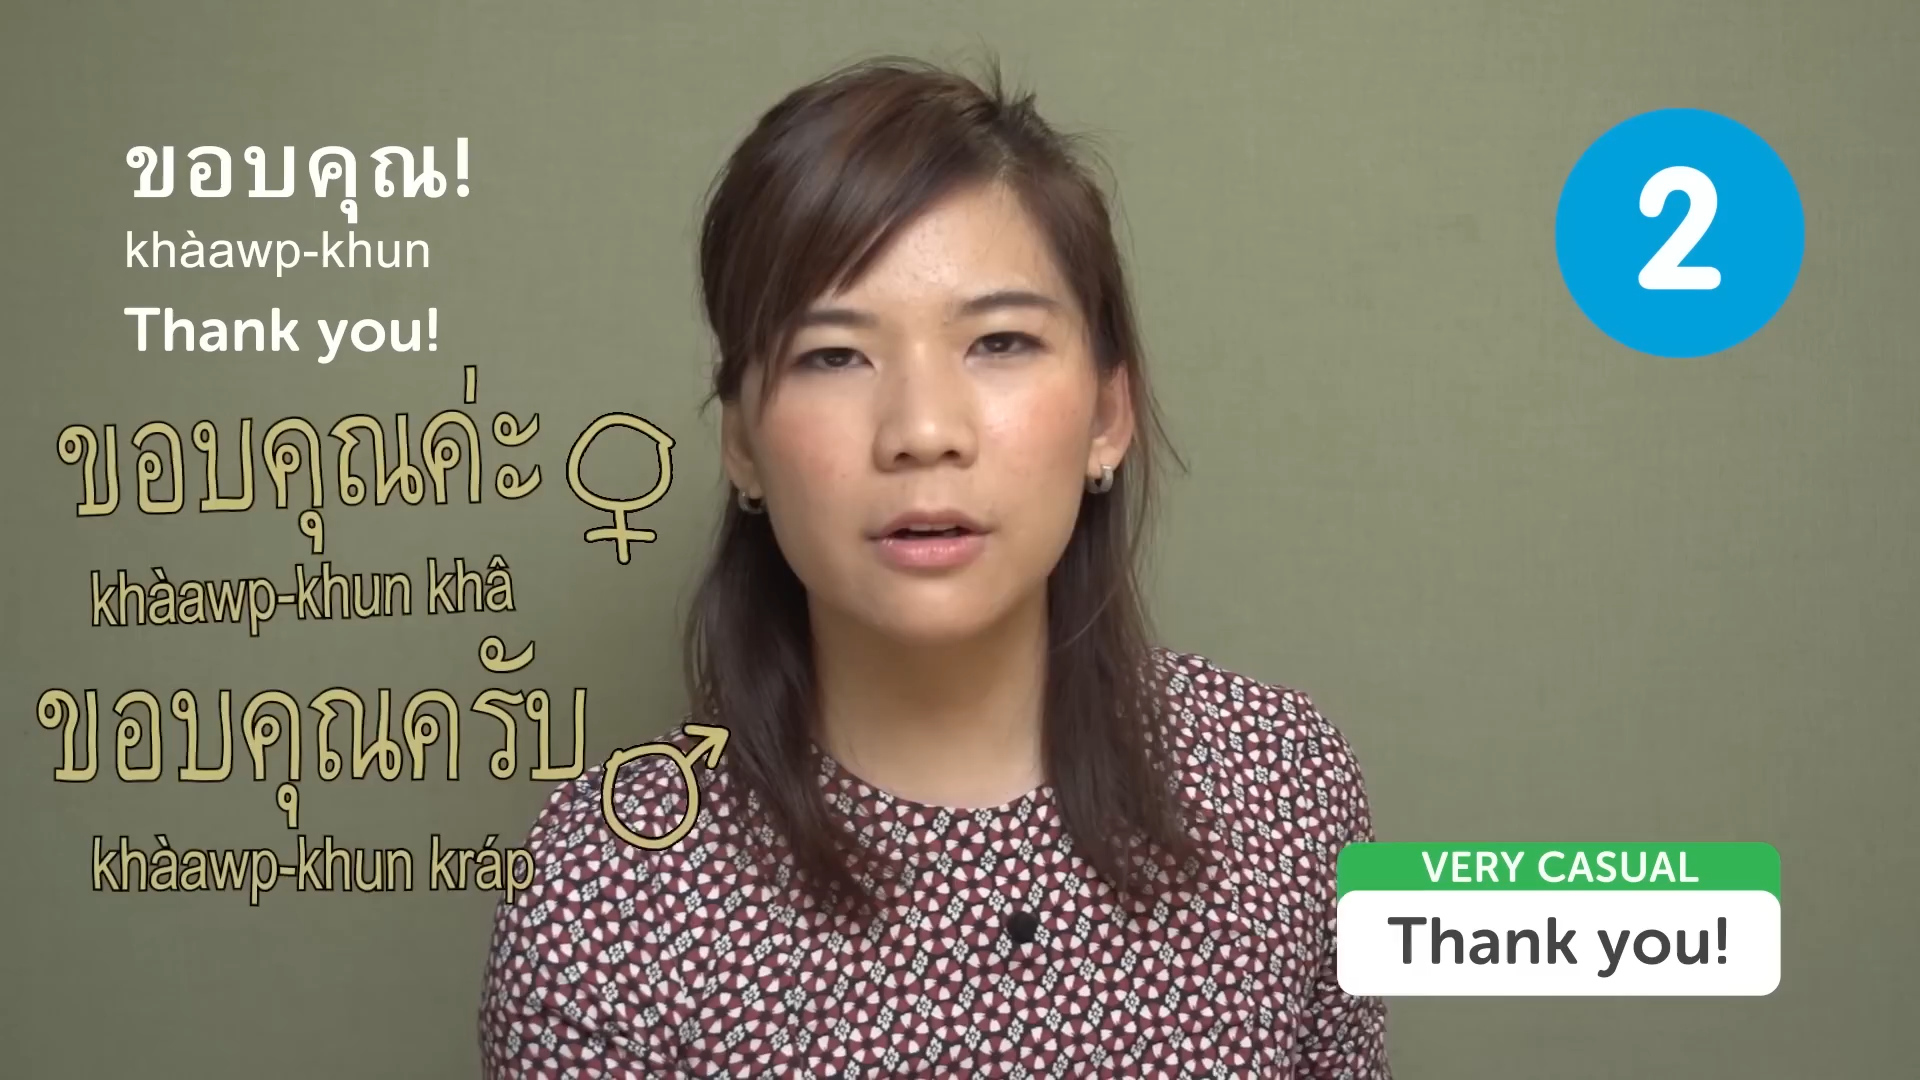 ขอบคุณ!
khàawp-khun
Thank you!
ขอบคุณค่ะ ♀
khàawp-khun khâ
ขอบคุณครับ ♂
khàawp-khun kráp
2
VERY CASUAL
Thank you!